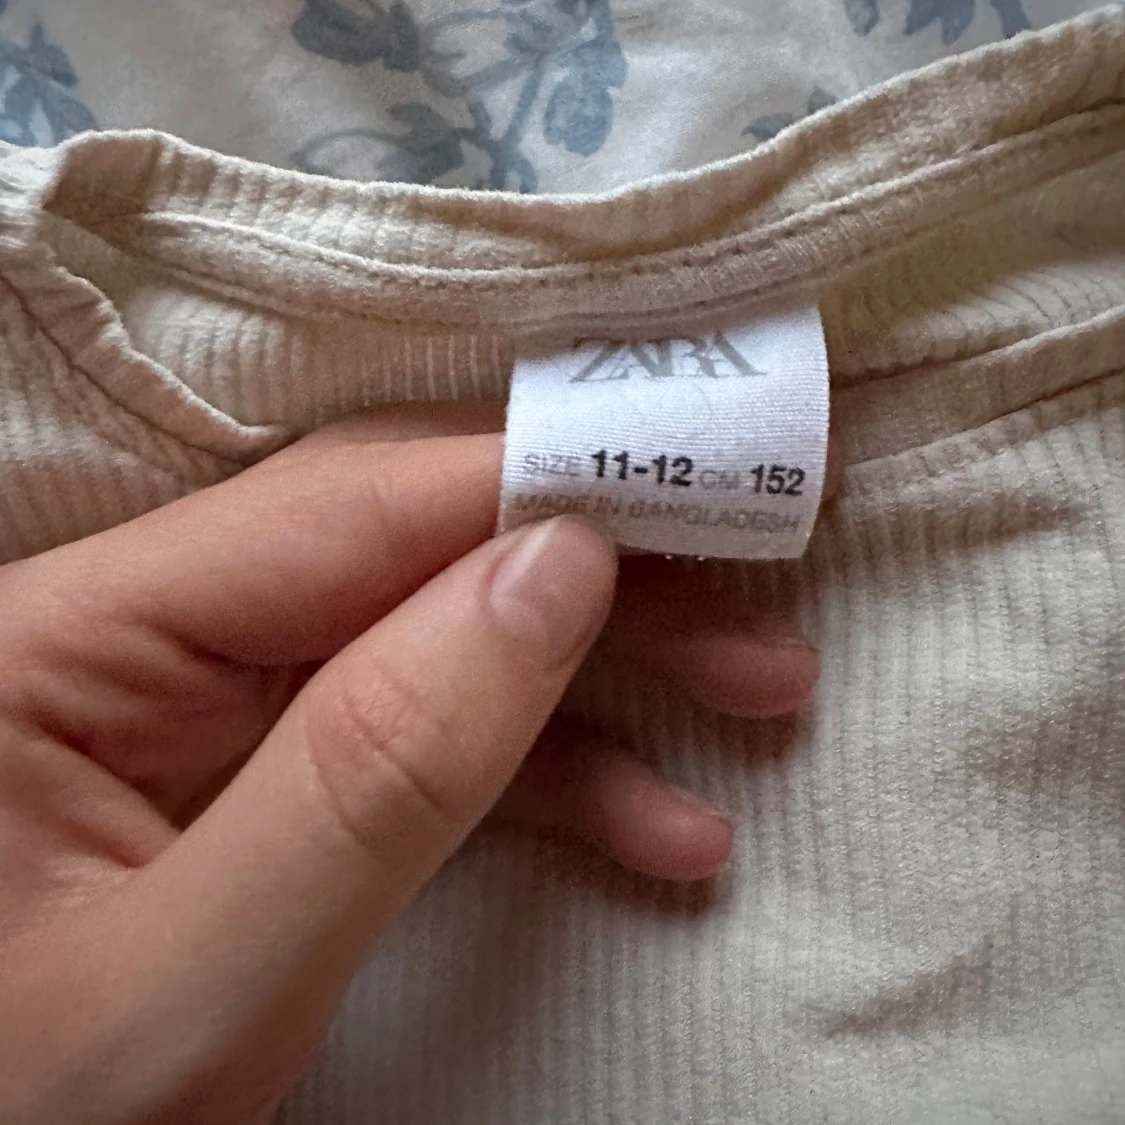 ZARA
SIZE 11-12 CM 152
MADE IN BANGLADESH